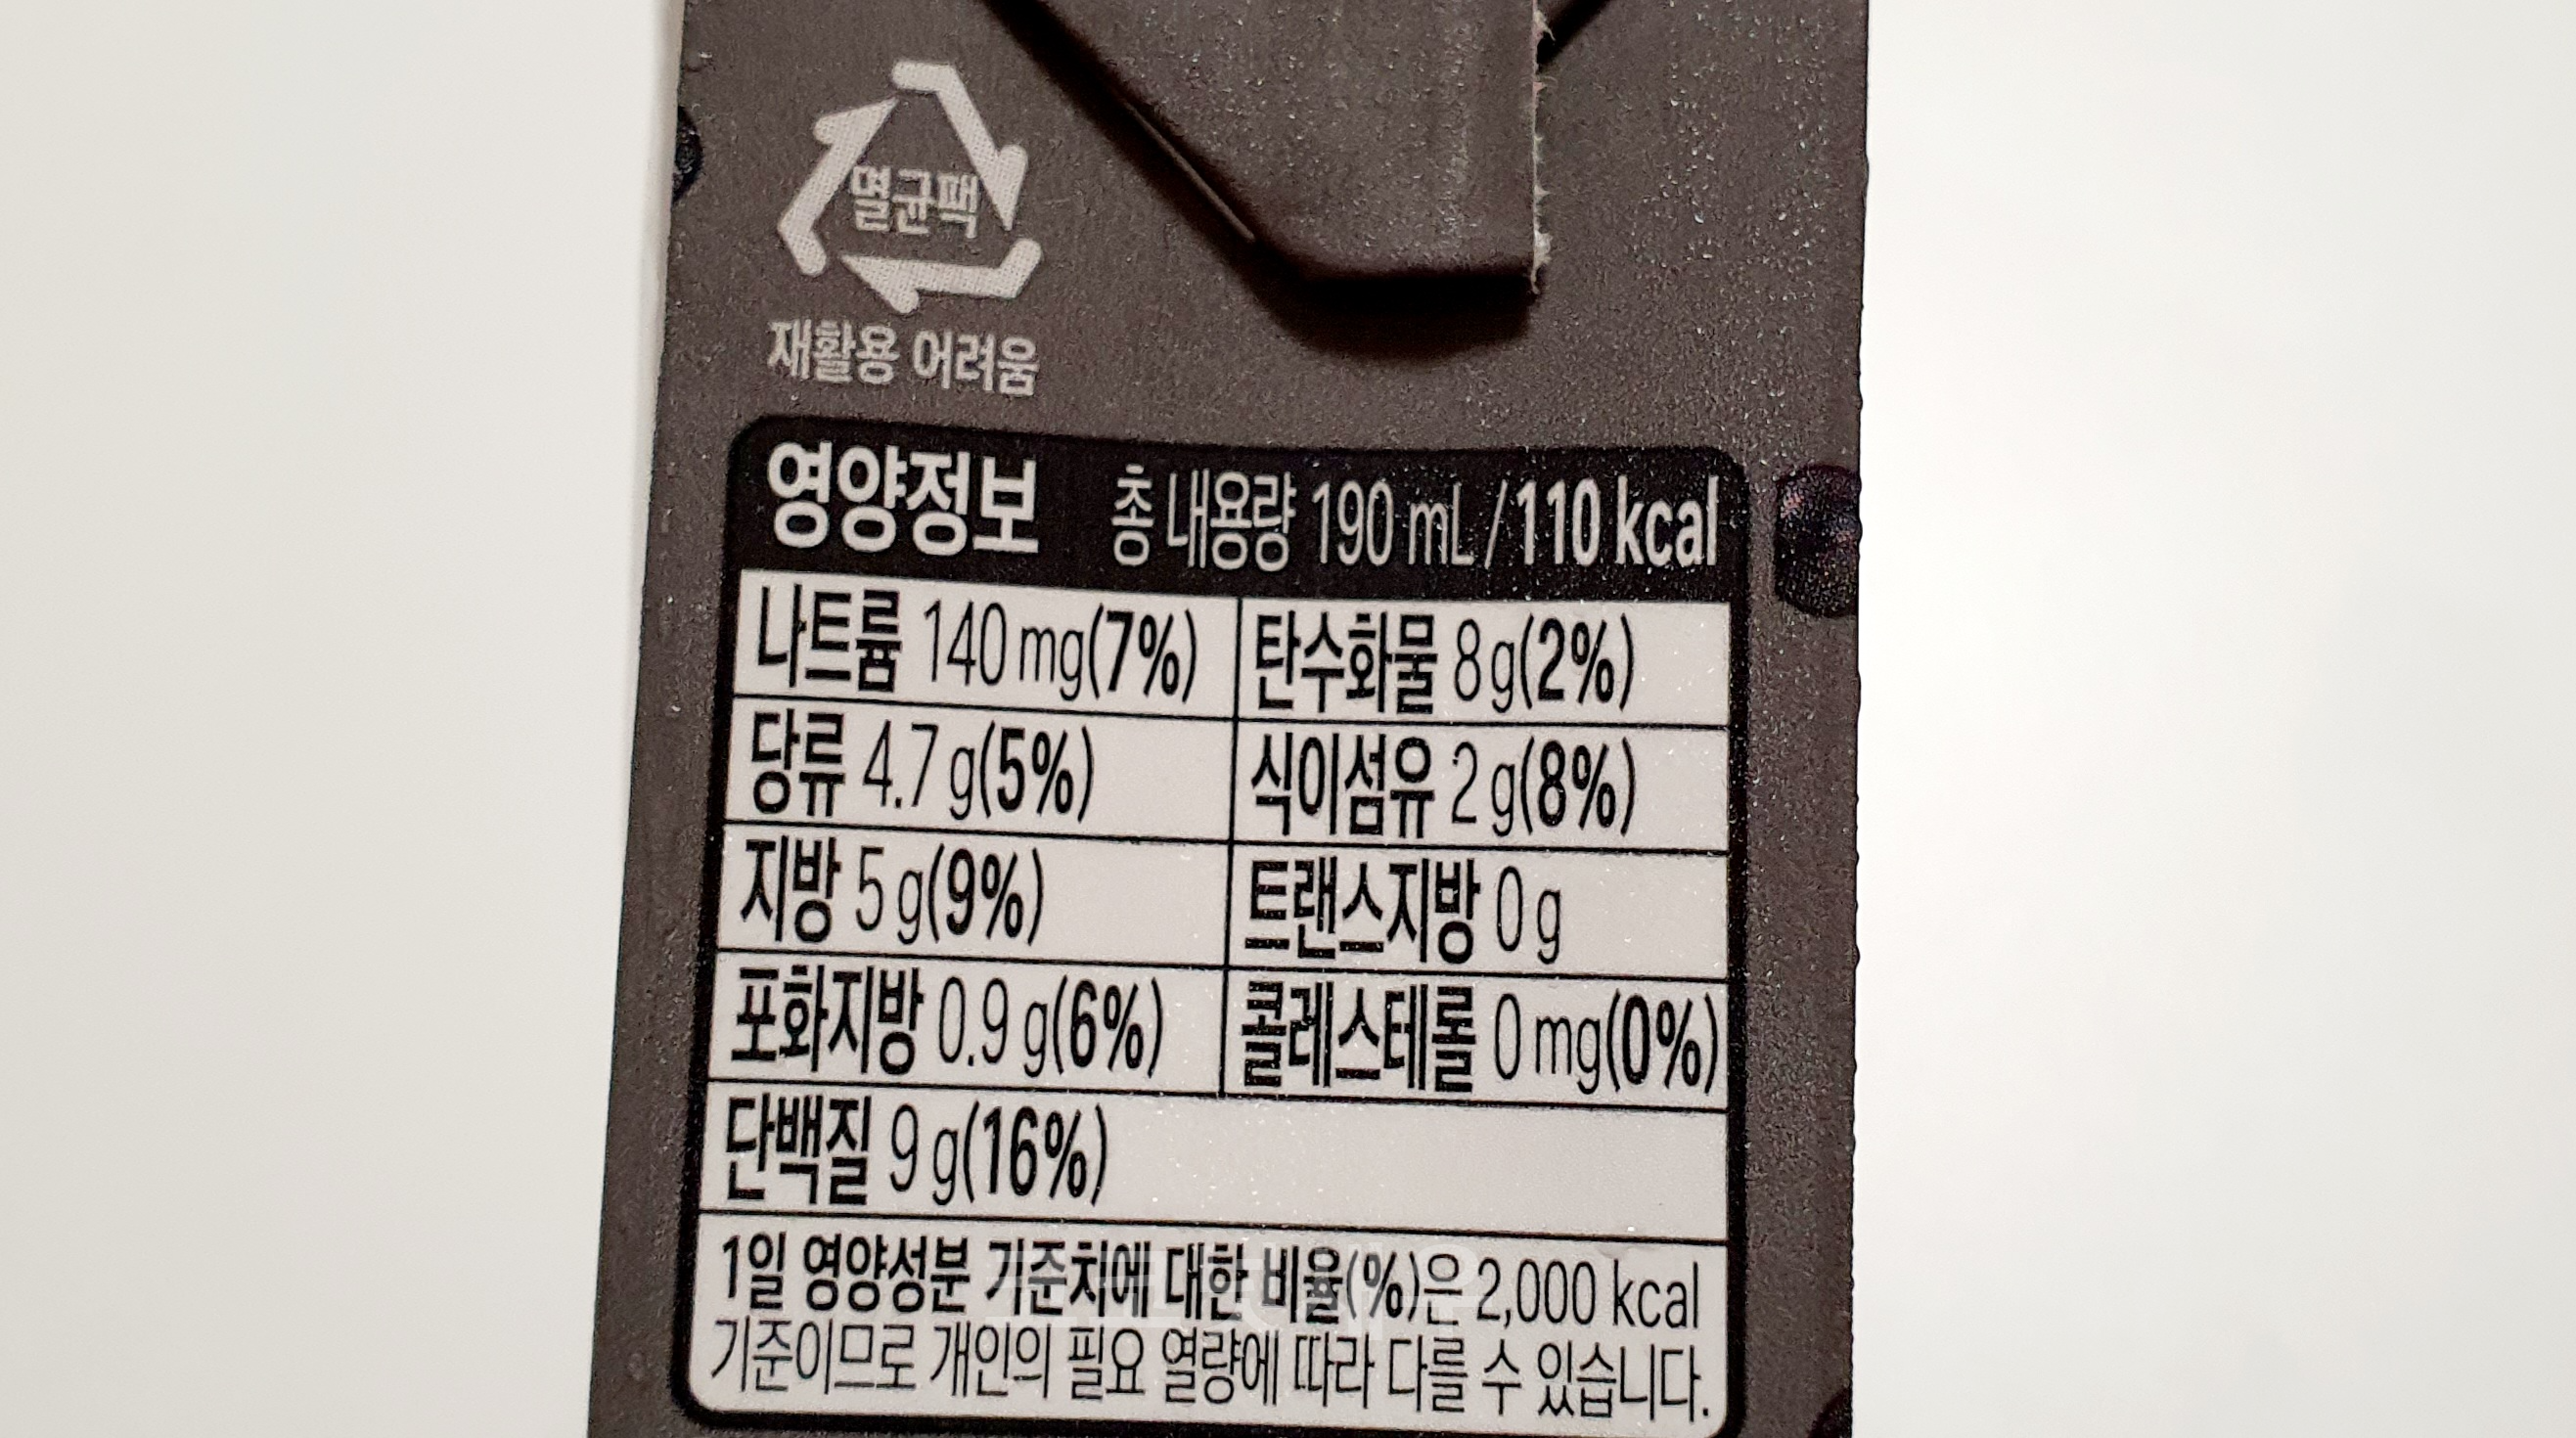 멸균팩
재활용 어려움
영양정보 총 내용량 190 mL/110 kcal
나트륨 140 mg(7%) 탄수화물 8 g(2%)
당류 4.7 g(5%) 식이섬유 2 g(8%)
지방 5 g(9%) 트랜스지방 0 g
포화지방 0.9 g(6%) 콜레스테롤 0 mg(0%)
단백질 9 g(16%)
1일 영양성분 기준치에 대한 비율(%)은 2,000 kcal
기준이므로 개인의 필요 열량에 따라 다를 수 있습니다.